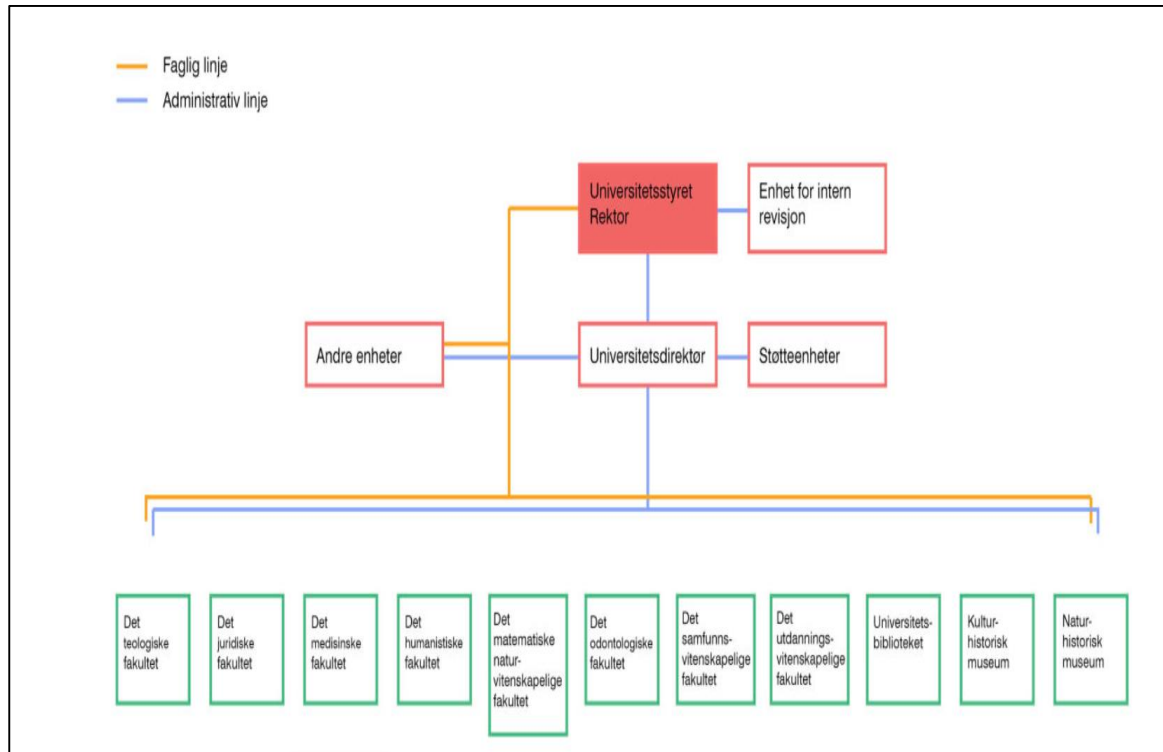 Faglig linje
Administrativ linje
Universitetsstyret
Rektor
Enhet for intern
revisjon
Andre enheter
Universitetsdirektør
Støtteenheter
Det
teologiske
fakultet
Det
juridiske
fakultet
Det
medisinske
fakultet
Det
humanistiske
fakultet
Det
matematiske
natur-
vitenskapelige
fakultet
Det
odontologiske
fakultet
Det
samfunns-
vitenskapelige
fakultet
Det
utdannings-
vitenskapelige
fakultet
Universitets-
biblioteket
Kultur-
historisk
museum
Natur-
historisk
museum